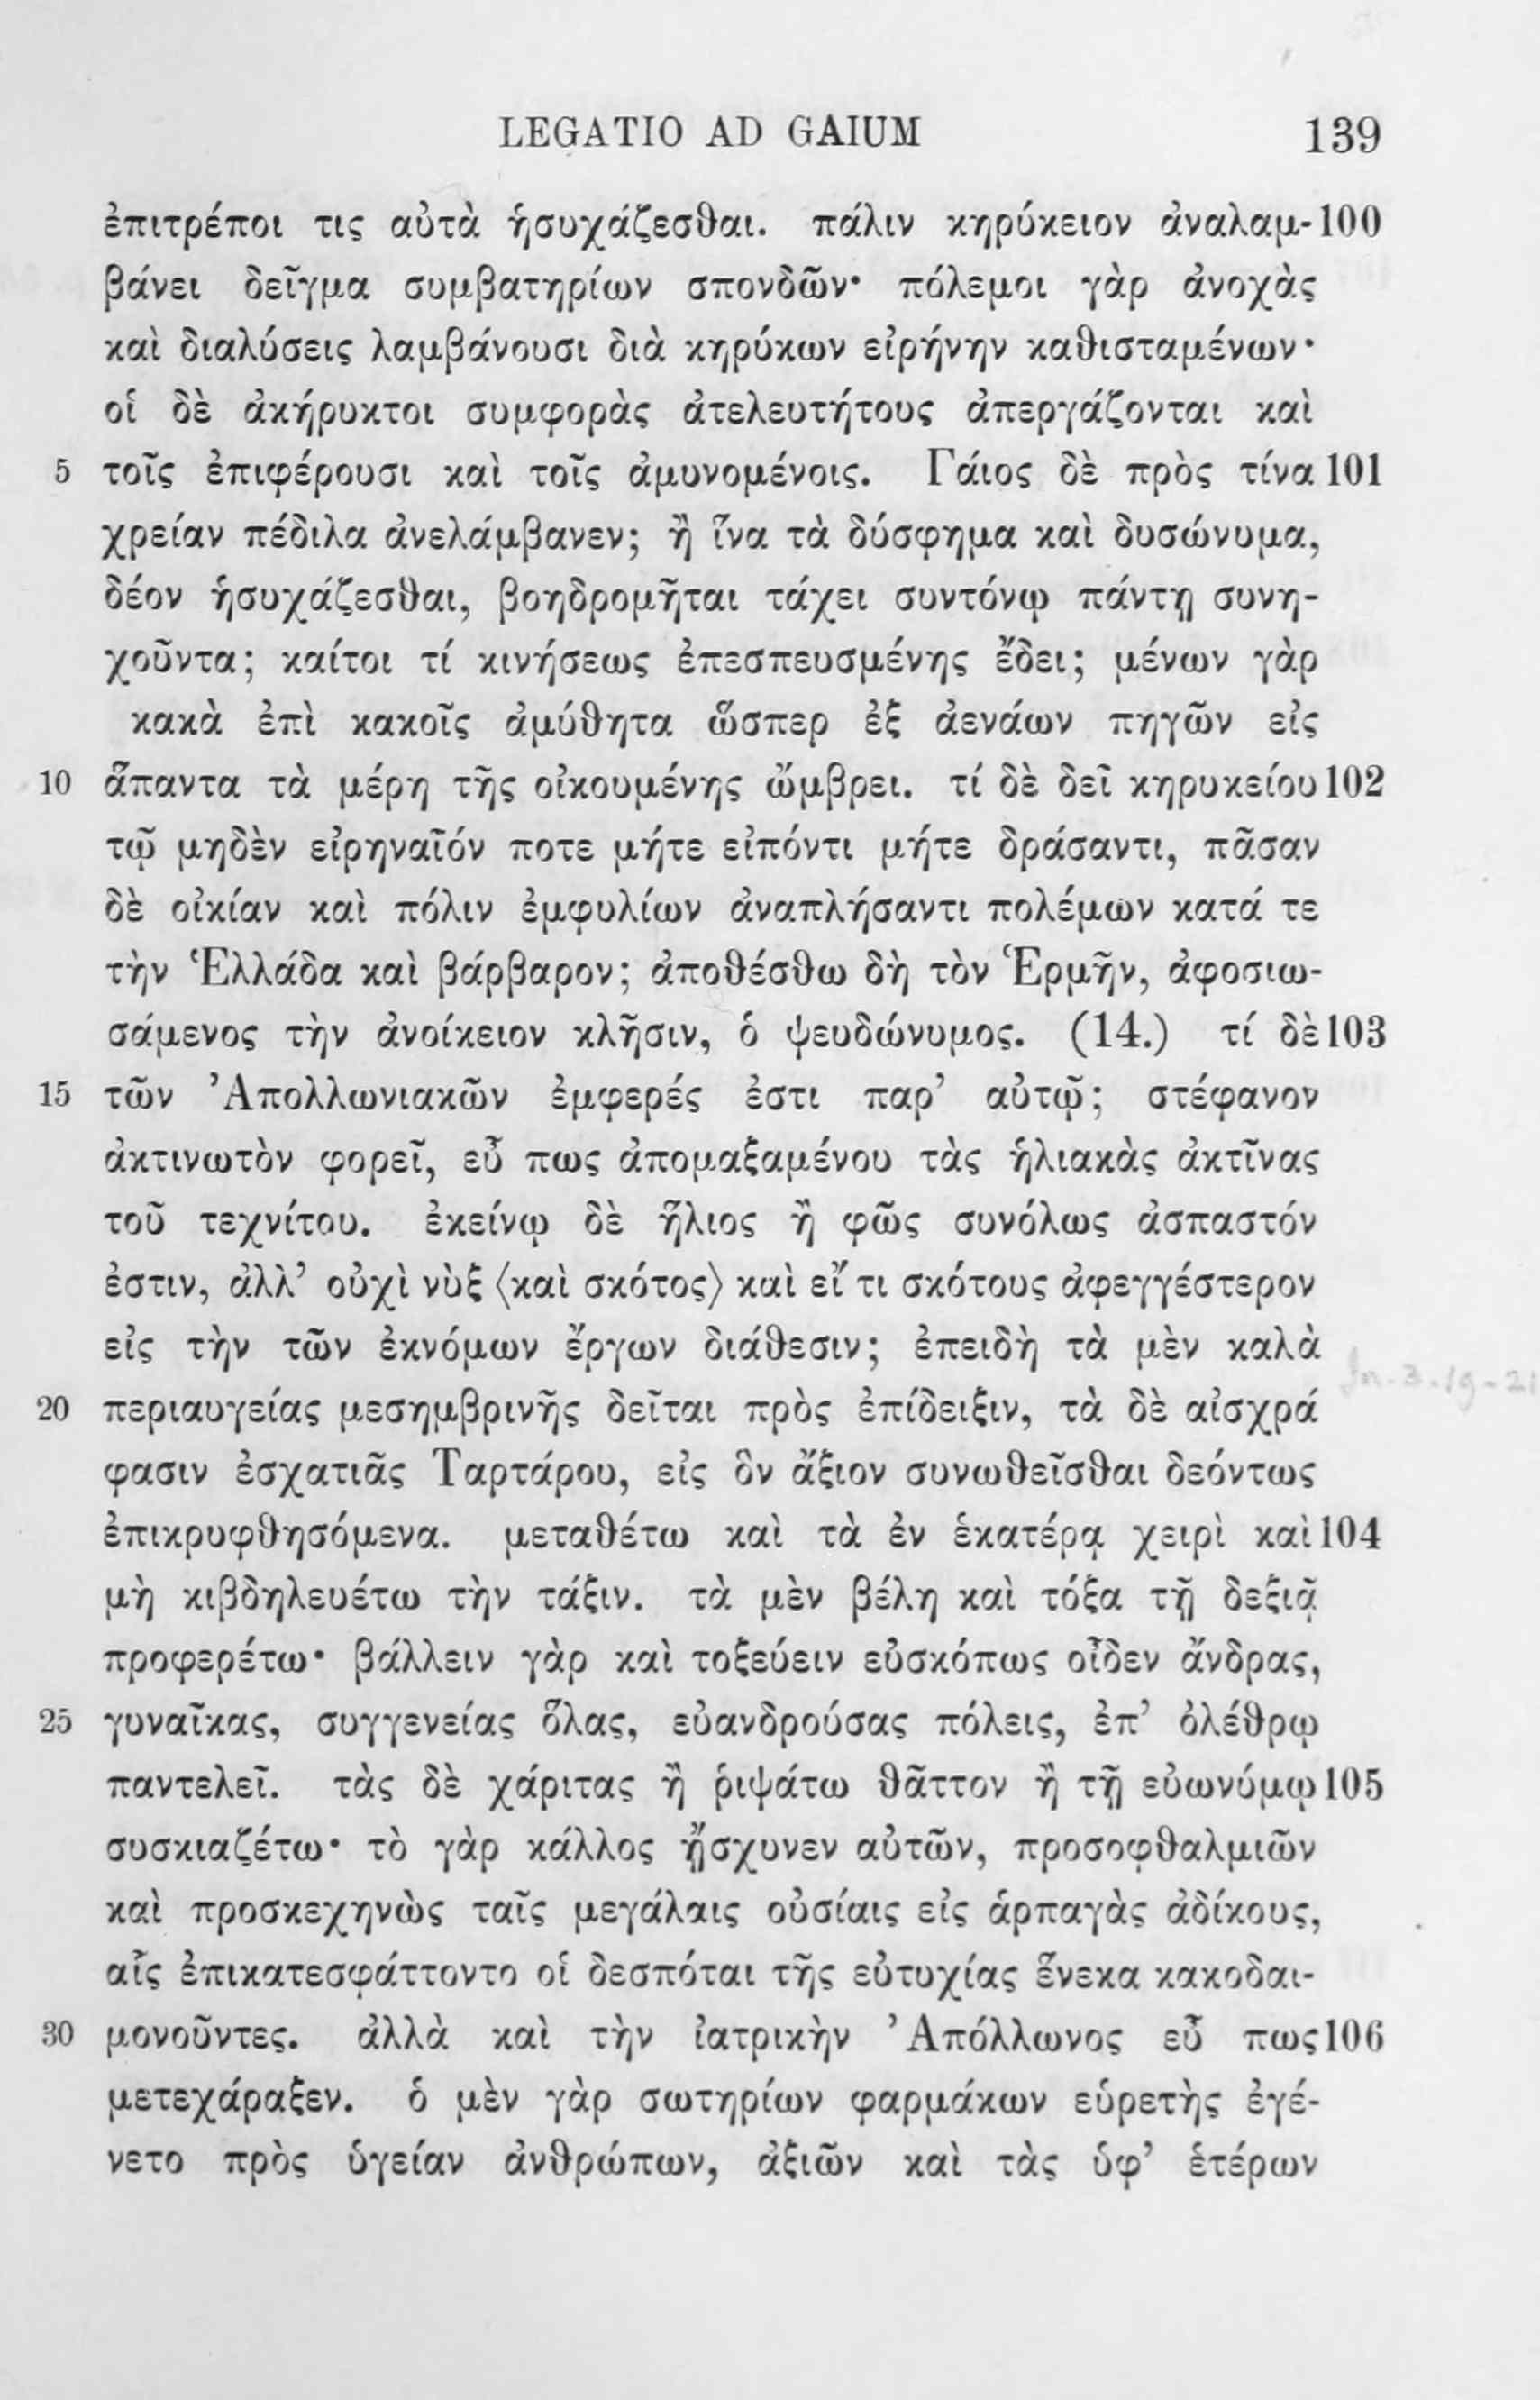 LEGATIO AD GAIUM 139
ἐπιτρέποι τις αὐτὰ ἡσυχάζεσθαι. πάλιν κηρύκειον ἀναλαμ- 100
βάνει δεῖγμα συμβατηρίων σπονδῶν· πόλεμοι γὰρ ἀνοχὰς
καὶ διαλύσεις λαμβάνουσι διὰ κηρύκων εἰρήνην καθισταμένων·
οἱ δὲ ἀκήρυκτοι συμφορὰς ἀτελευτήτους ἀπεργάζονται καὶ
5 τοῖς ἐπιφέρουσι καὶ τοῖς ἀμυνομένοις. Γάιος δὲ πρὸς τίνα 101
χρείαν πέδιλα ἀνελάμβανεν; ἢ ἵνα τὰ δύσφημα καὶ δυσώνυμα,
δέον ἡσυχάζεσθαι, βοηδρομῆται τάχει συντόνῳ πάντῃ συνη-
χοῦντα; καίτοι τί κινήσεως ἐπεσπευσμένης ἔδει; μένων γὰρ
κακὰ ἐπὶ κακοῖς ἀμύθητα ὥσπερ ἐξ ἀενάων πηγῶν εἰς
10 ἅπαντα τὰ μέρη τῆς οἰκουμένης ὤμβρει. τί δὲ δεῖ κηρυκείου 102
τῷ μηδὲν εἰρηναῖόν ποτε μήτε εἰπόντι μήτε δράσαντι, πᾶσαν
δὲ οἰκίαν καὶ πόλιν ἐμφυλίων ἀναπλήσαντι πολέμων κατά τε
τὴν Ἑλλάδα καὶ βάρβαρον; ἀποθέσθω δὴ τὸν Ἑρμῆν, ἀφοσιω-
σάμενος τὴν ἀνοίκειον κλῆσιν, ὁ ψευδώνυμος. (14.) τί δὲ 103
15 τῶν Ἀπολλωνιακῶν ἐμφερές ἐστι παρ’ αὐτῷ; στέφανον
ἀκτινωτὸν φορεῖ, εὖ πως ἀπομαξαμένου τὰς ἡλιακὰς ἀκτῖνας
τοῦ τεχνίτου. ἐκείνῳ δὲ ἥλιος ἢ φῶς συνόλως ἀσπαστόν
ἐστιν, ἀλλ’ οὐχὶ νὺξ ⟨καὶ σκότος⟩ καὶ εἴ τι σκότους ἀφεγγέστερον
εἰς τὴν τῶν ἐκνόμων ἔργων διάθεσιν; ἐπειδὴ τὰ μὲν καλὰ
Jn. 3. 19-21
20 περιαυγείας μεσημβρινῆς δεῖται πρὸς ἐπίδειξιν, τὰ δὲ αἰσχρά
φασιν ἐσχατιᾶς Ταρτάρου, εἰς ὃν ἄξιον συνωθεῖσθαι δεόντως
ἐπικρυφθησόμενα. μεταθέτω καὶ τὰ ἐν ἑκατέρᾳ χειρὶ καὶ 104
μὴ κιβδηλευέτω τὴν τάξιν. τὰ μὲν βέλη καὶ τόξα τῇ δεξιᾷ
προφερέτω· βάλλειν γὰρ καὶ τοξεύειν εὐσκόπως οἶδεν ἄνδρας,
25 γυναῖκας, συγγενείας ὅλας, εὐανδρούσας πόλεις, ἐπ’ ὀλέθρῳ
παντελεῖ. τὰς δὲ χάριτας ἢ ῥιψάτω θᾶττον ἢ τῇ εὐωνύμῳ 105
συσκιαζέτω· τὸ γὰρ κάλλος ᾔσχυνεν αὐτῶν, προσοφθαλμιῶν
καὶ προσκεχηνὼς ταῖς μεγάλαις οὐσίαις εἰς ἁρπαγὰς ἀδίκους,
αἷς ἐπικατεσφάττοντο οἱ δεσπόται τῆς εὐτυχίας ἕνεκα κακοδαι-
30 μονοῦντες. ἀλλὰ καὶ τὴν ἰατρικὴν Ἀπόλλωνος εὖ πως 106
μετεχάραξεν. ὁ μὲν γὰρ σωτηρίων φαρμάκων εὑρετὴς ἐγέ-
νετο πρὸς ὑγείαν ἀνθρώπων, ἀξιῶν καὶ τὰς ὑφ’ ἑτέρων